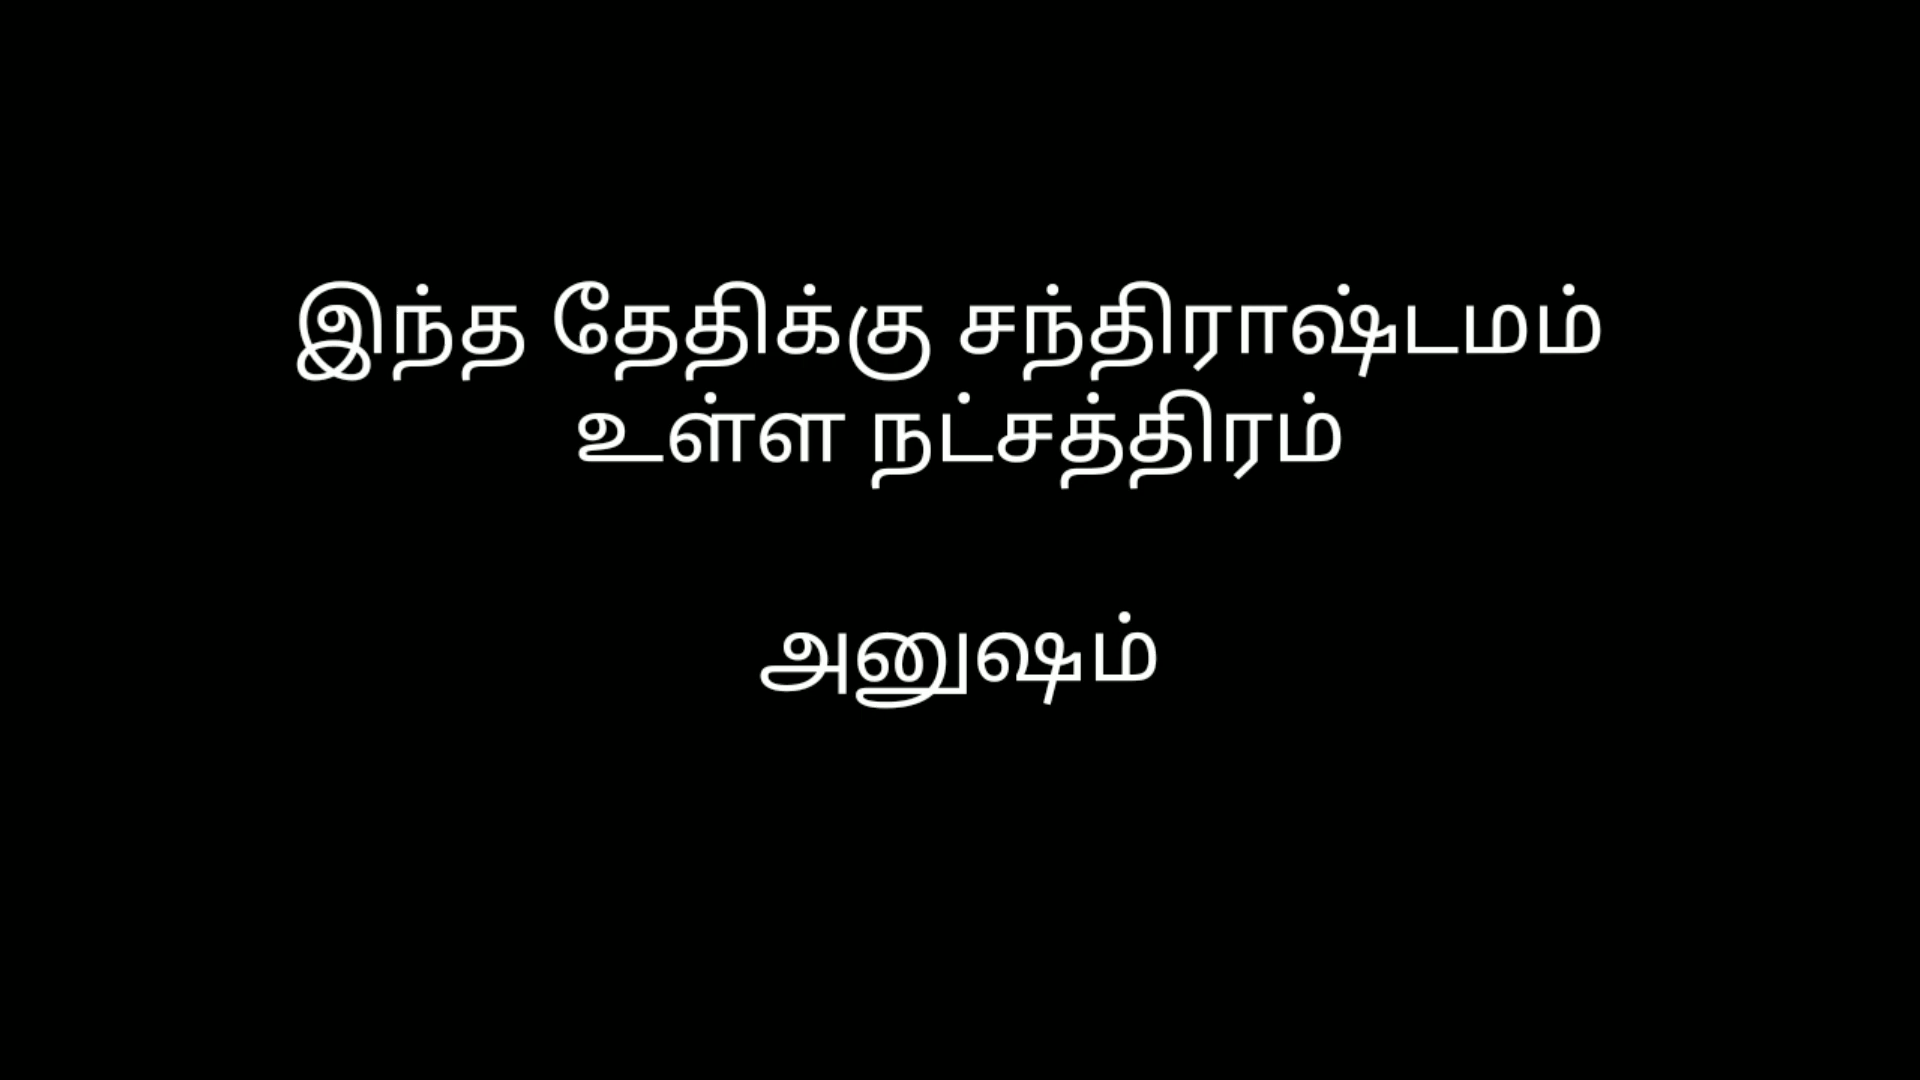 இந்த தேதிக்கு சந்திராஷ்டமம்
உள்ள நட்சத்திரம்
அனுஷம்